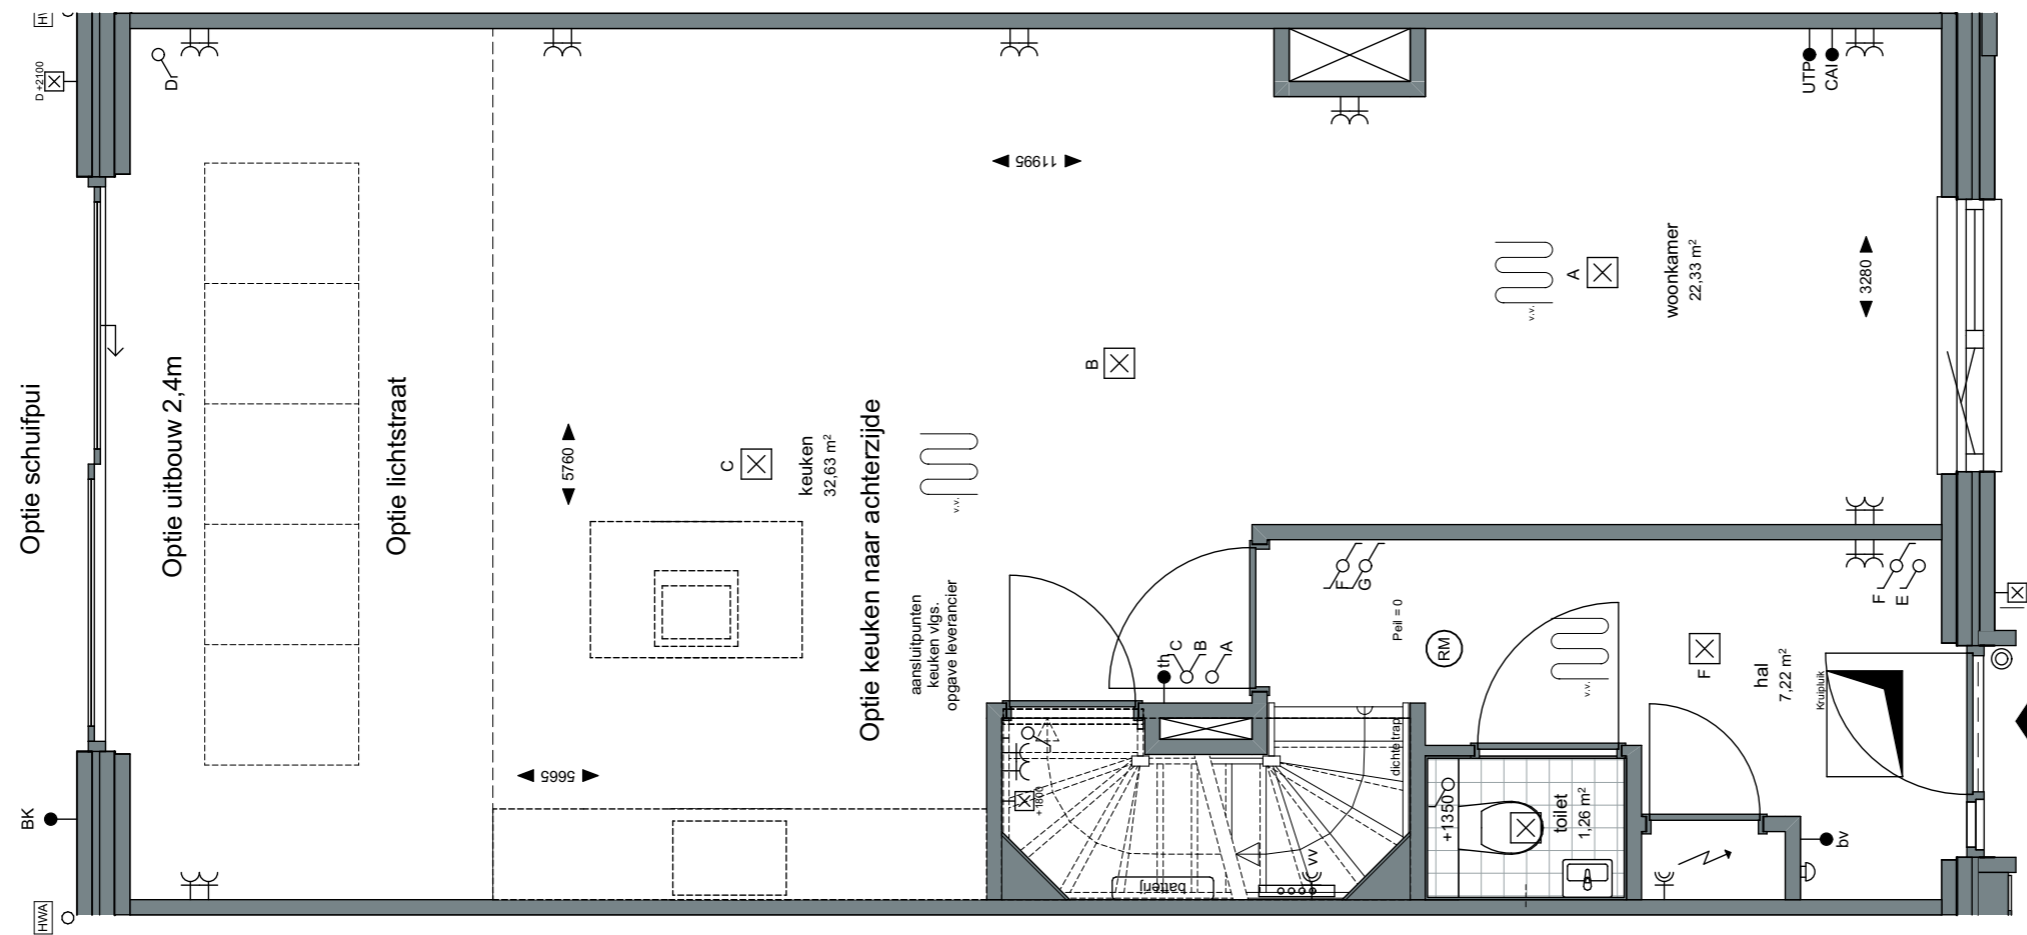 HWA
D +2100
D
Optie schuifpui
Optie uitbouw 2,4m
Optie lichtstraat
BK
HWA
5760
5665
C
keuken
32,63 m²
Optie keuken naar achterzijde
v.v.
aansluitpunten
keuken vlgs.
opgave leverancier
11995
B
th
C
B
A
+1800
batterij
vv
dichte trap
UTP
CAI
A
v.v.
woonkamer
22,33 m²
3280
F
G
Peil = 0
RM
v.v.
F
hal
7,22 m²
Kruipluik
F
E
+1350
toilet
1,26 m²
bv